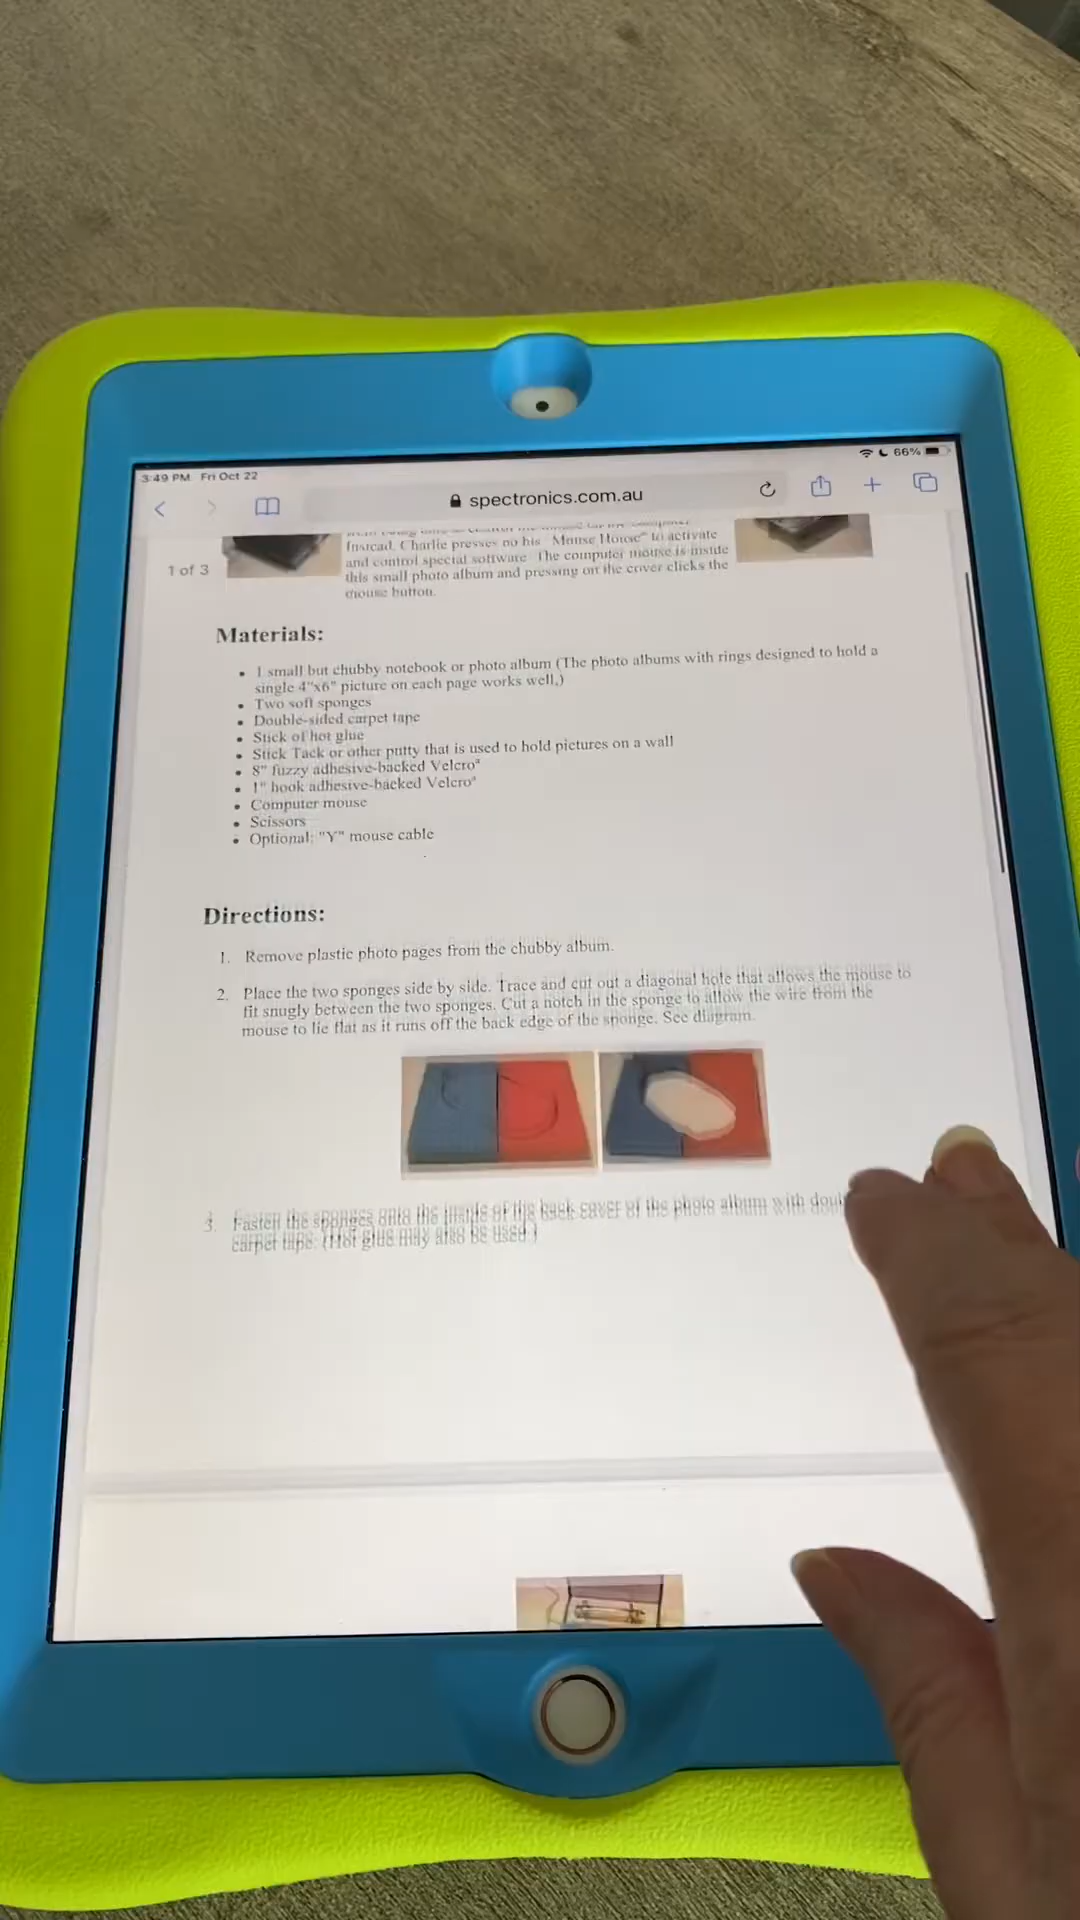 3:49 PM Fri Oct 22
66%
spectronics.com.au
1 of 3
Instead, Charlie presses no his "Mouse House" to activate
and control special software. The computer mouse is inside
this small photo album and pressing on the cover clicks the
mouse button.
Materials:
• 1 small but chubby notebook or photo album (The photo albums with rings designed to hold a
single 4"x6" picture on each page works well,)
• Two soft sponges
• Double-sided carpet tape
• Stick of hot glue
• Stick Tack or other putty that is used to hold pictures on a wall
• 8" fuzzy adhesive-backed Velcro
• 1" hook adhesive-backed Velcro
• Computer mouse
• Scissors
• Optional: "Y" mouse cable
Directions:
1. Remove plastic photo pages from the chubby album.
2. Place the two sponges side by side. Trace and cut out a diagonal hole that allows the mouse to
fit snugly between the two sponges. Cut a notch in the sponge to allow the wire from the
mouse to lie flat as it runs off the back edge of the sponge. See diagram.
3. Fasten the sponges onto the inside of the back cover of the photo album with
carpet tape. (Hot glue may also be used.)